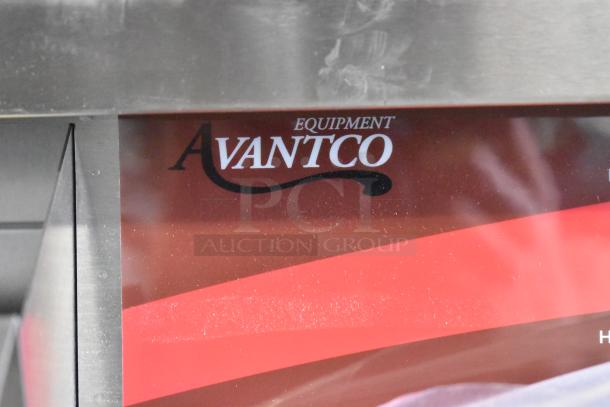 EQUIPMENT
AVANTCO
PCI
AUCTION GROUP
H